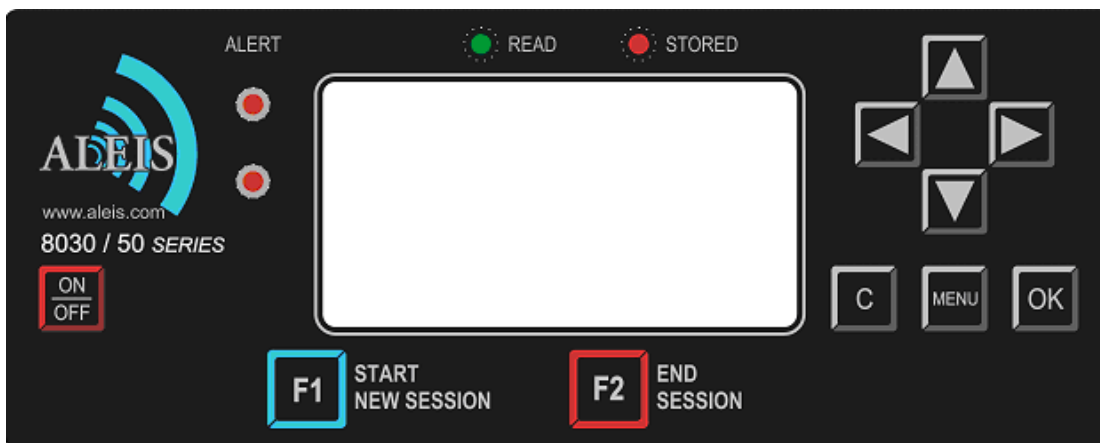 ALERT
READ
STORED
ALEIS
www.aleis.com
8030 / 50 SERIES
ON
OFF
C
MENU
OK
F1
START
NEW SESSION
F2
END
SESSION